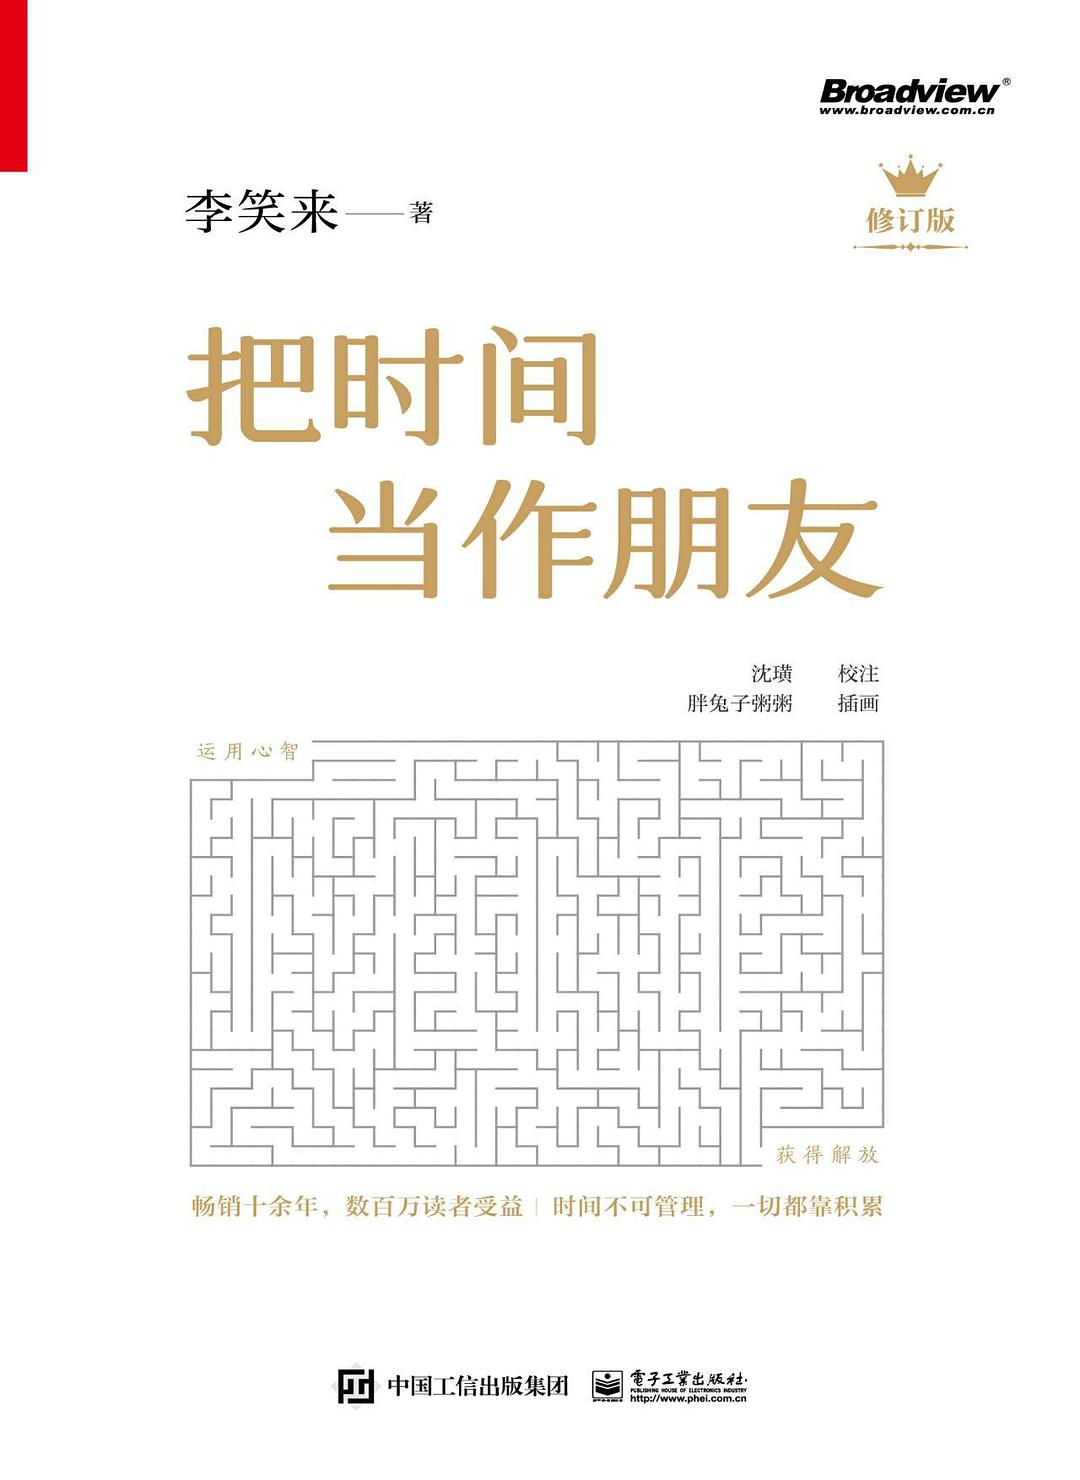 Broadview®
www.broadview.com.cn
修订版
李笑来——著
把时间
当作朋友
沈璜 校注
胖兔子粥粥 插画
运用心智
获得解放
畅销十余年，数百万读者受益｜时间不可管理，一切都靠积累
中国工信出版集团
电子工业出版社
PUBLISHING HOUSE OF ELECTRONICS INDUSTRY
http://www.phei.com.cn